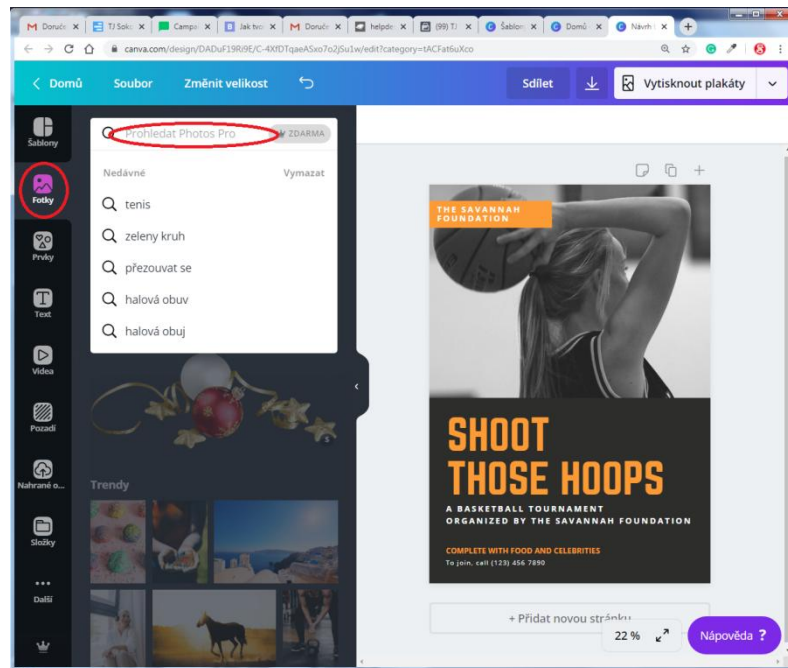 Doruče
TJ Soko
Campa
Jak tvo
Doruče
helpde
(99) TJ
Šablon
Domů
Návrh
canva.com/design/DADuF19Ri9E/C-4XfDTqaeASxo7o2jSu1w/edit?category=tACFat6uXco
Domů Soubor Změnit velikost Sdílet Vytisknout plakáty
Šablony
Fotky
Prvky
Text
Videa
Pozadí
Nahrané o...
Složky
Další
Prohledat Photos Pro ZDARMA
Nedávné Vymazat
tenis
zeleny kruh
přezouvat se
halová obuv
halová obuj
Trendy
THE SAVANNAH
FOUNDATION
SHOOT
THOSE HOOPS
A BASKETBALL TOURNAMENT
ORGANIZED BY THE SAVANNAH FOUNDATION
COMPLETE WITH FOOD AND CELEBRITIES
To join, call (123) 456 7890
+ Přidat novou stránku
22 %
Nápověda ?